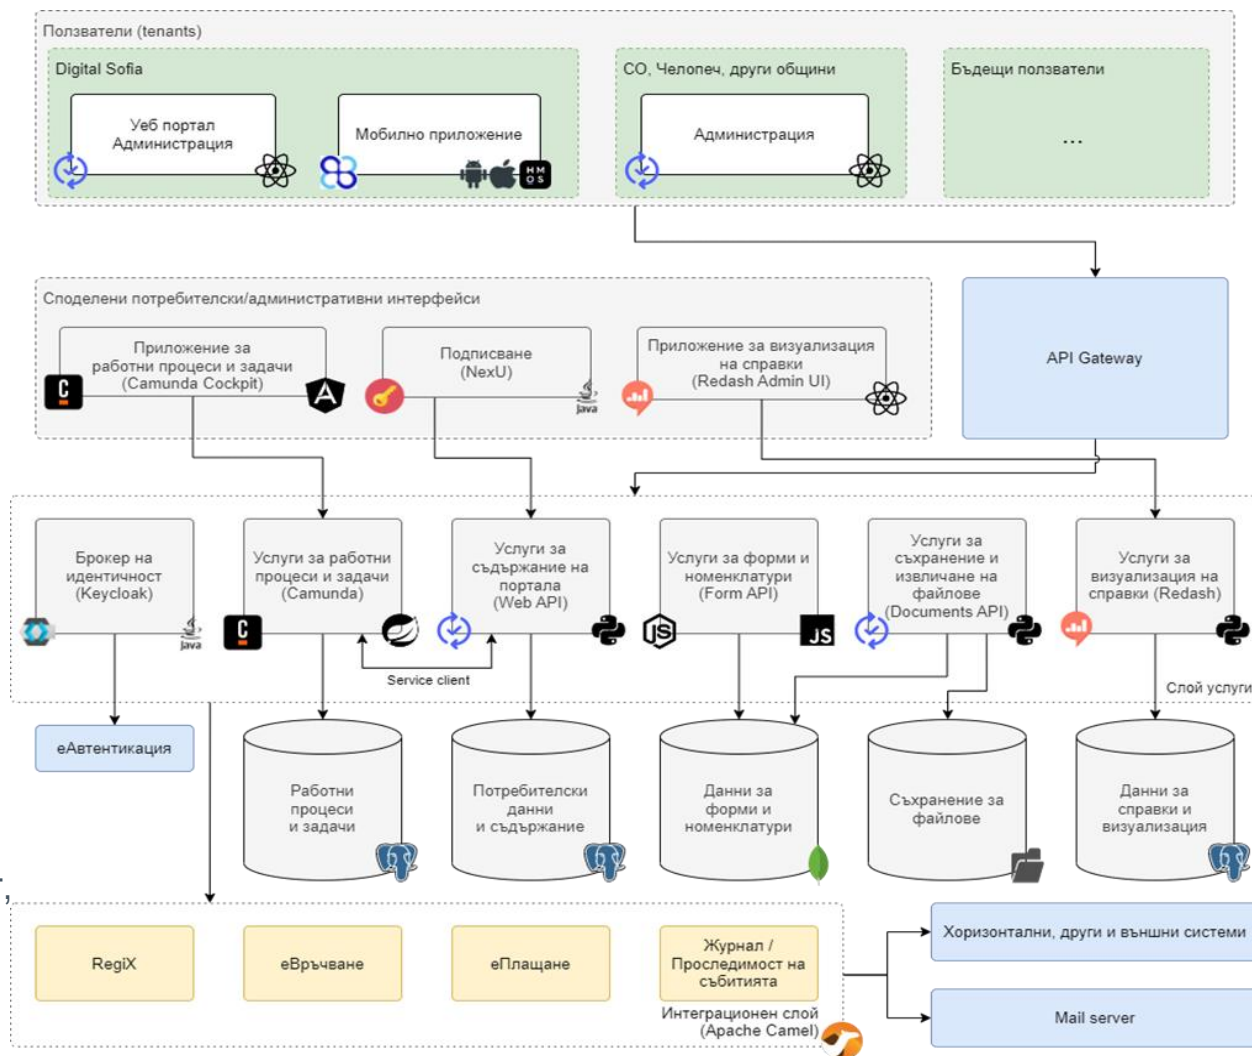 Ползватели (tenants)
Digital Sofia
Уеб портал
Администрация
Мобилно приложение
HM
OS
СО, Челопеч, други общини
Администрация
Бъдещи ползватели
...
Споделени потребителски/административни интерфейси
Приложение за
работни процеси и задачи
(Camunda Cockpit)
C
A
Подписване
(NexU)
Java
Приложение за визуализация
на справки
(Redash Admin UI)
API Gateway
Брокер на
идентичност
(Keycloak)
Java
Услуги за работни
процеси и задачи
(Camunda)
C
Услуги за
съдържание на
портала
(Web API)
Услуги за форми и
номенклатури
(Form API)
JS
JS
Услуги за
съхранение и
извличане на
файлове
(Documents API)
Услуги за
визуализация на
справки (Redash)
Service client
Слой услуги
еАвтентикация
Работни
процеси
и задачи
Потребителски
данни
и съдържание
Данни за
форми и
номенклатури
Съхранение за
файлове
Данни за
справки и
визуализация
,
RegiX
еВръчване
еПлащане
Журнал /
Проследимост на
събитията
Интеграционен слой
(Apache Camel)
Хоризонтални, други и външни системи
Mail server